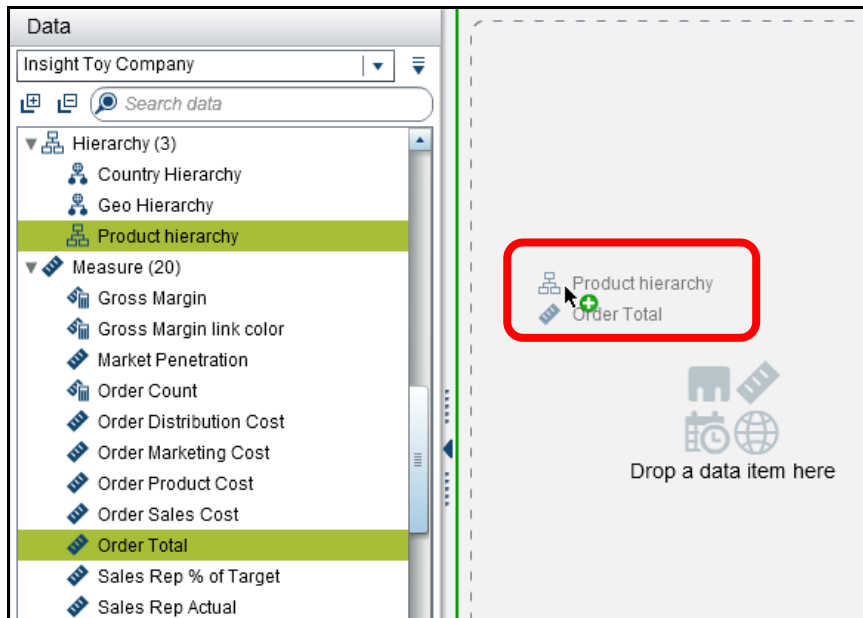 Data
Insight Toy Company
Search data
Hierarchy (3)
Country Hierarchy
Geo Hierarchy
Product hierarchy
Measure (20)
Gross Margin
Gross Margin link color
Market Penetration
Order Count
Order Distribution Cost
Order Marketing Cost
Order Product Cost
Order Sales Cost
Order Total
Sales Rep % of Target
Sales Rep Actual
Product hierarchy
Order Total
Drop a data item here